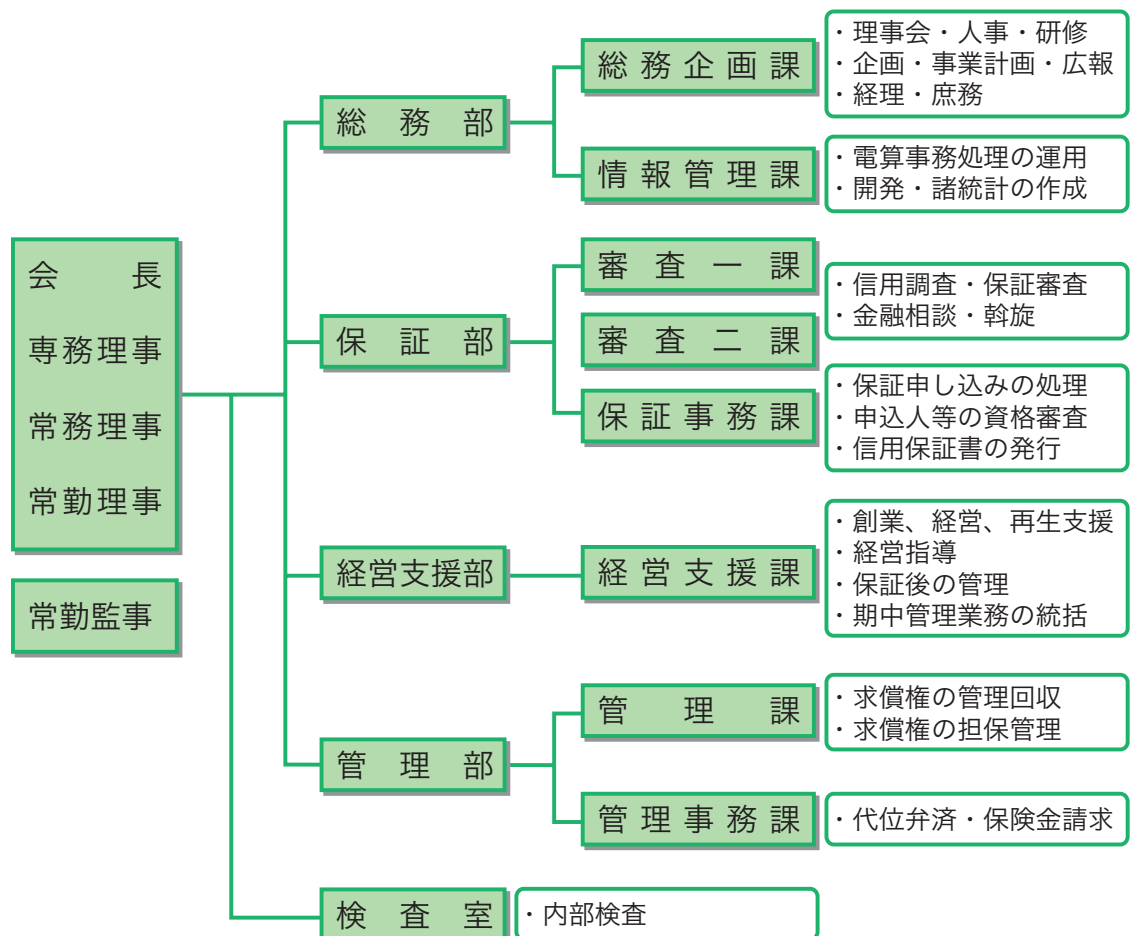 会長
専務理事
常務理事
常勤理事
常勤監事
総務部
総務企画課
・理事会・人事・研修
・企画・事業計画・広報
・経理・庶務
情報管理課
・電算事務処理の運用
・開発・諸統計の作成
保証部
審査一課
審査二課
・信用調査・保証審査
・金融相談・斡旋
保証事務課
・保証申し込みの処理
・申込人等の資格審査
・信用保証書の発行
経営支援部
経営支援課
・創業、経営、再生支援
・経営指導
・保証後の管理
・期中管理業務の統括
管理部
管理課
・求償権の管理回収
・求償権の担保管理
管理事務課
・代位弁済・保険金請求
検査室
・内部検査